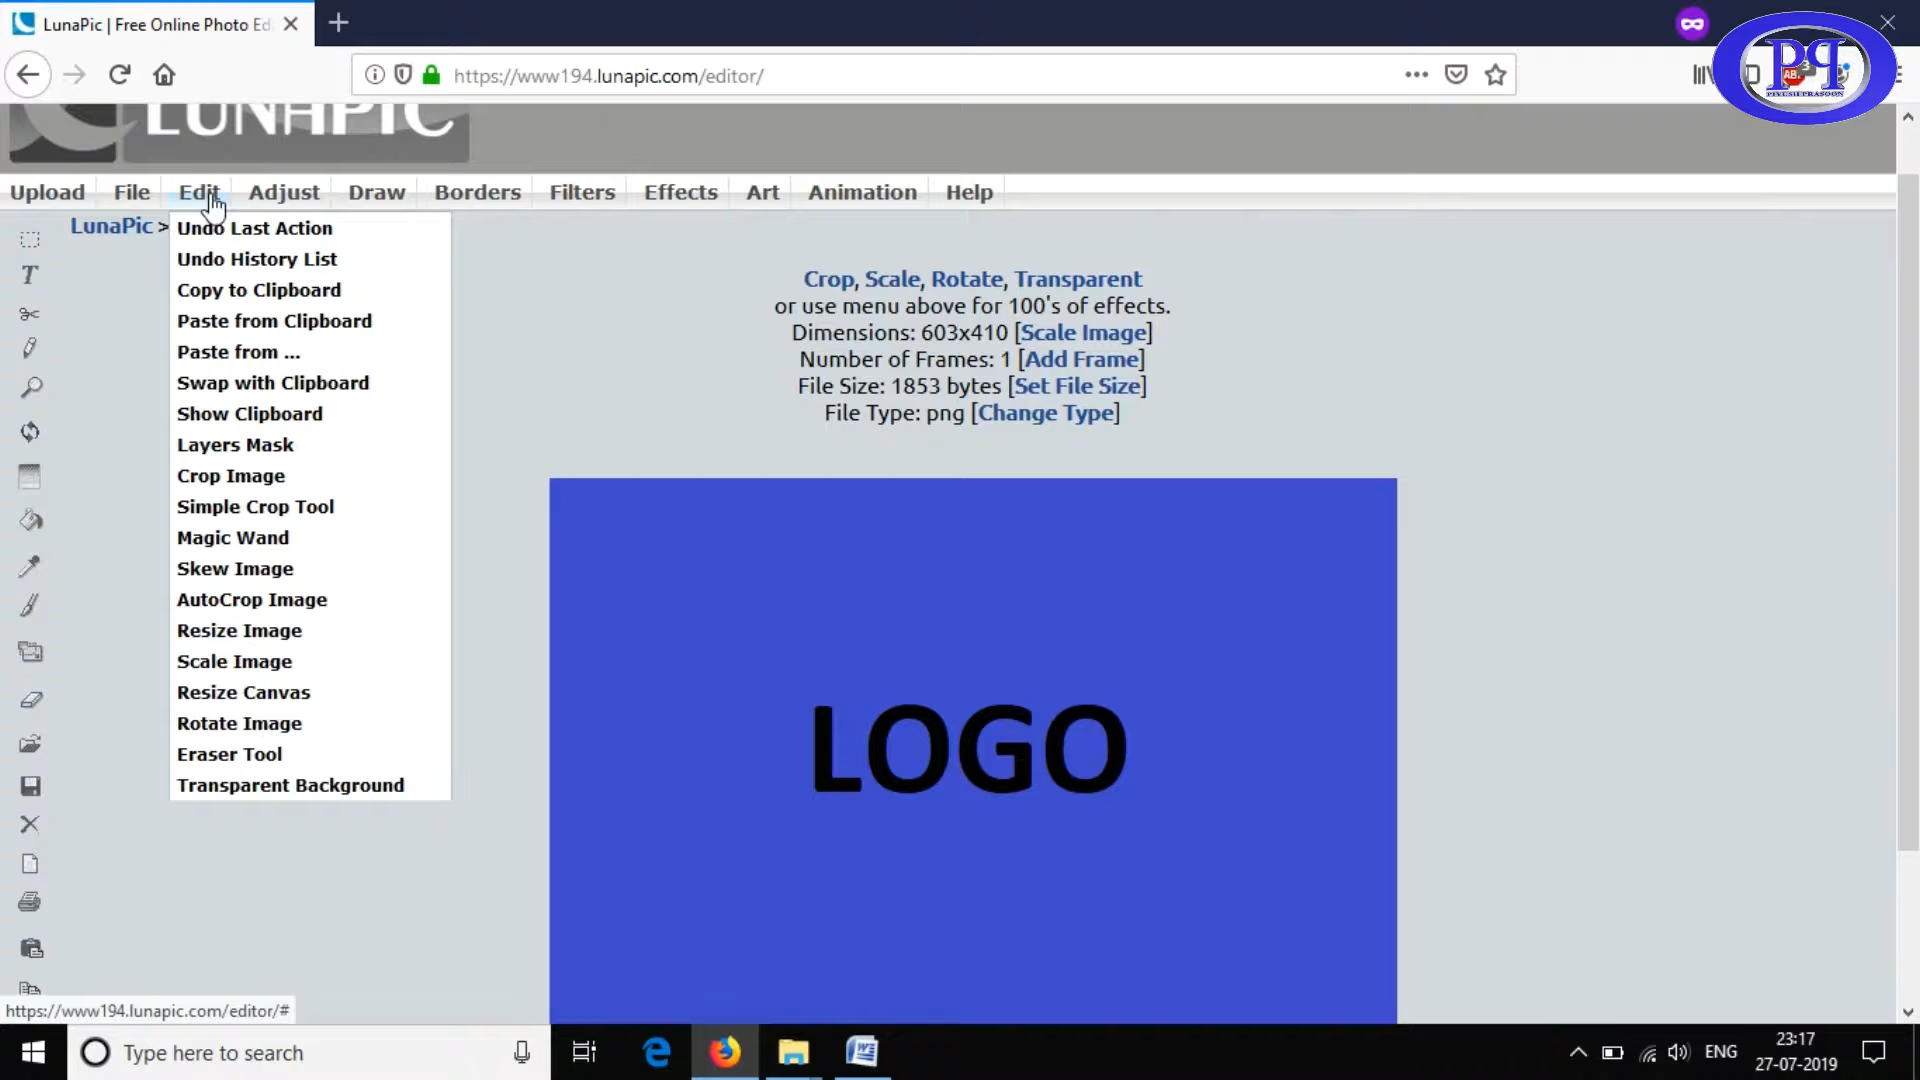 LunaPic | Free Online Photo Ed
https://www194.lunapic.com/editor/
ABP
3
PP
PIYUSHPRASOON
LUNAPIC
Upload File Edit Adjust Draw Borders Filters Effects Art Animation Help
LunaPic >
Undo Last Action
Undo History List
Copy to Clipboard
Paste from Clipboard
Paste from ...
Swap with Clipboard
Show Clipboard
Layers Mask
Crop Image
Simple Crop Tool
Magic Wand
Skew Image
AutoCrop Image
Resize Image
Scale Image
Resize Canvas
Rotate Image
Eraser Tool
Transparent Background
T
Crop, Scale, Rotate, Transparent
or use menu above for 100's of effects.
Dimensions: 603x410 [Scale Image]
Number of Frames: 1 [Add Frame]
File Size: 1853 bytes [Set File Size]
File Type: png [Change Type]
LOGO
https://www194.lunapic.com/editor/#
Type here to search
ENG
23:17
27-07-2019